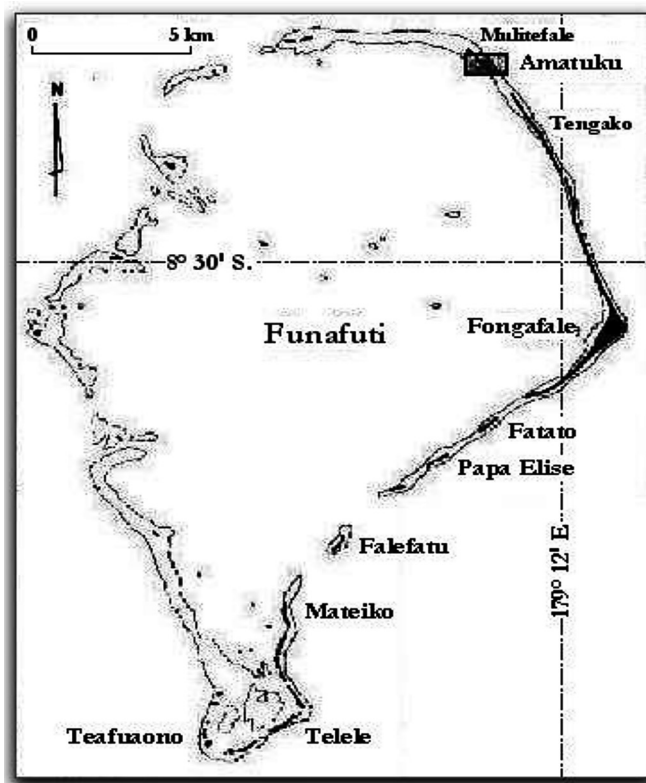 0 5 km
Mulitefale
Amatuku
N
Tengako
8° 30' S.
Fongafale
Funafuti
Fatato
Papa Elise
179° 12' E.
Falefatu
Mateiko
Teafuaono
Telele